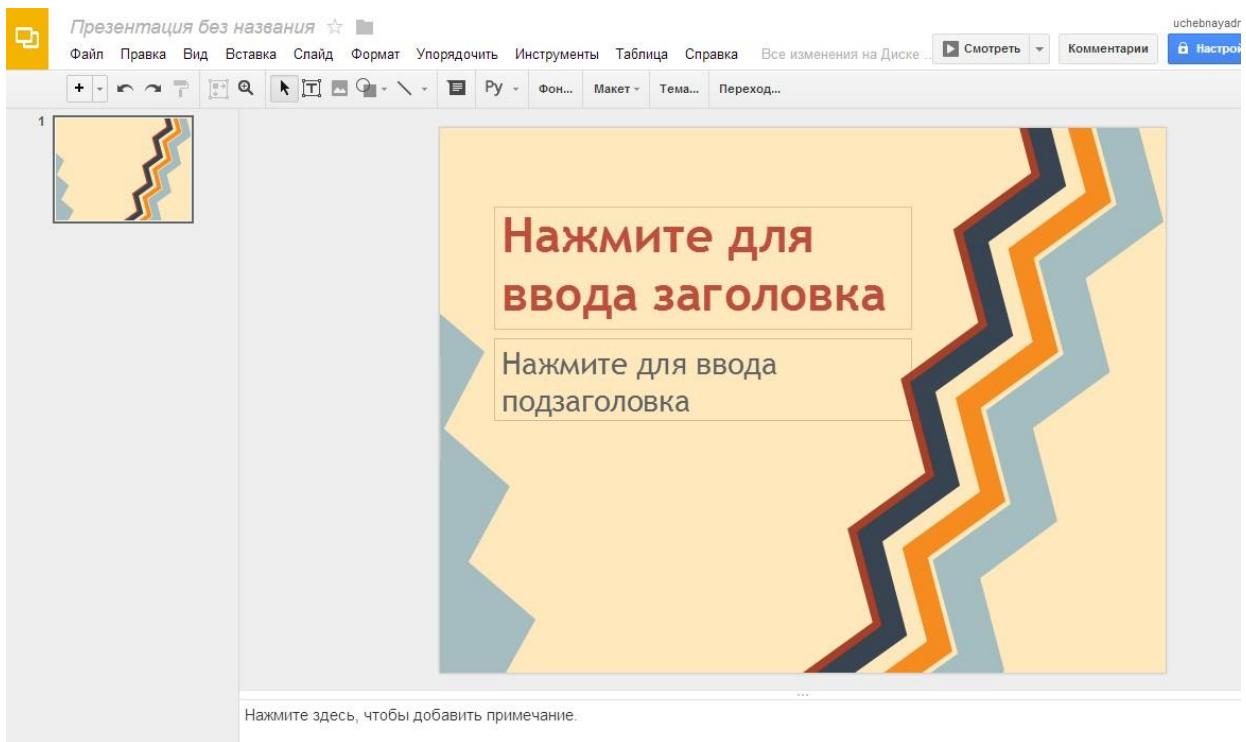 Презентация без названия
uchebnayadr
Файл Правка Вид Вставка Слайд Формат Упорядочить Инструменты Таблица Справка Все изменения на Диске ... Смотреть Комментарии Настрой
Ру Фон... Макет Тема... Переход...
1
Нажмите для
ввода заголовка
Нажмите для ввода
подзаголовка
Нажмите здесь, чтобы добавить примечание.